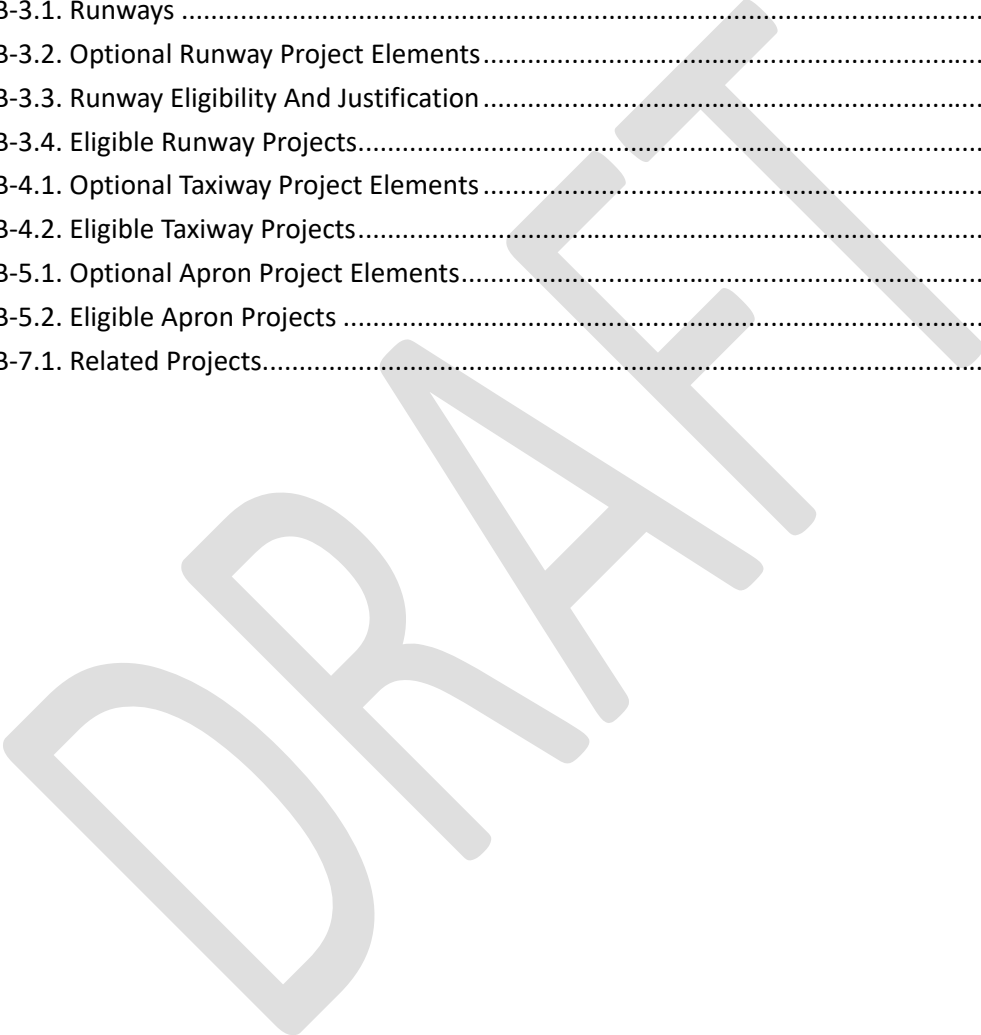 B-3.1. Runways ........................................................................................................
B-3.2. Optional Runway Project Elements ...............................................................
B-3.3. Runway Eligibility And Justification ...............................................................
B-3.4. Eligible Runway Projects.................................................................................
B-4.1. Optional Taxiway Project Elements ................................................................
B-4.2. Eligible Taxiway Projects.................................................................................
B-5.1. Optional Apron Project Elements...................................................................
B-5.2. Eligible Apron Projects ...................................................................................
B-7.1. Related Projects..............................................................................................
DRAFT